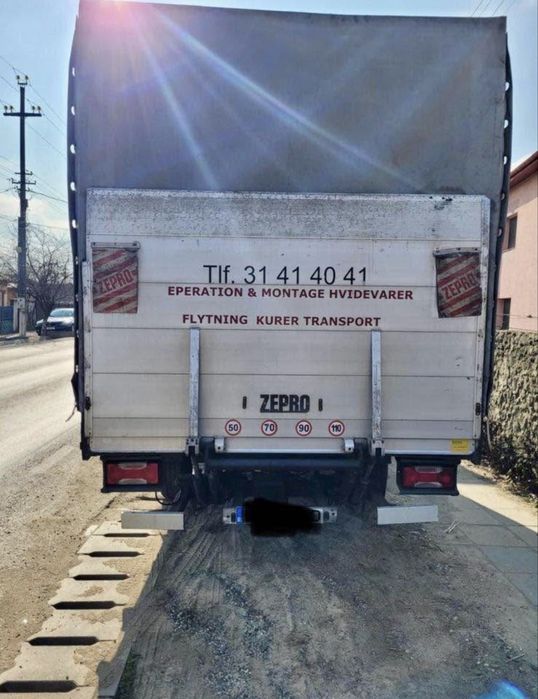 Tlf. 31 41 40 41
EPERATION & MONTAGE HVIDEVARER
FLYTNING KURER TRANSPORT
ZEPRO
ZEPRO
ZEPRO
50 70 90 110